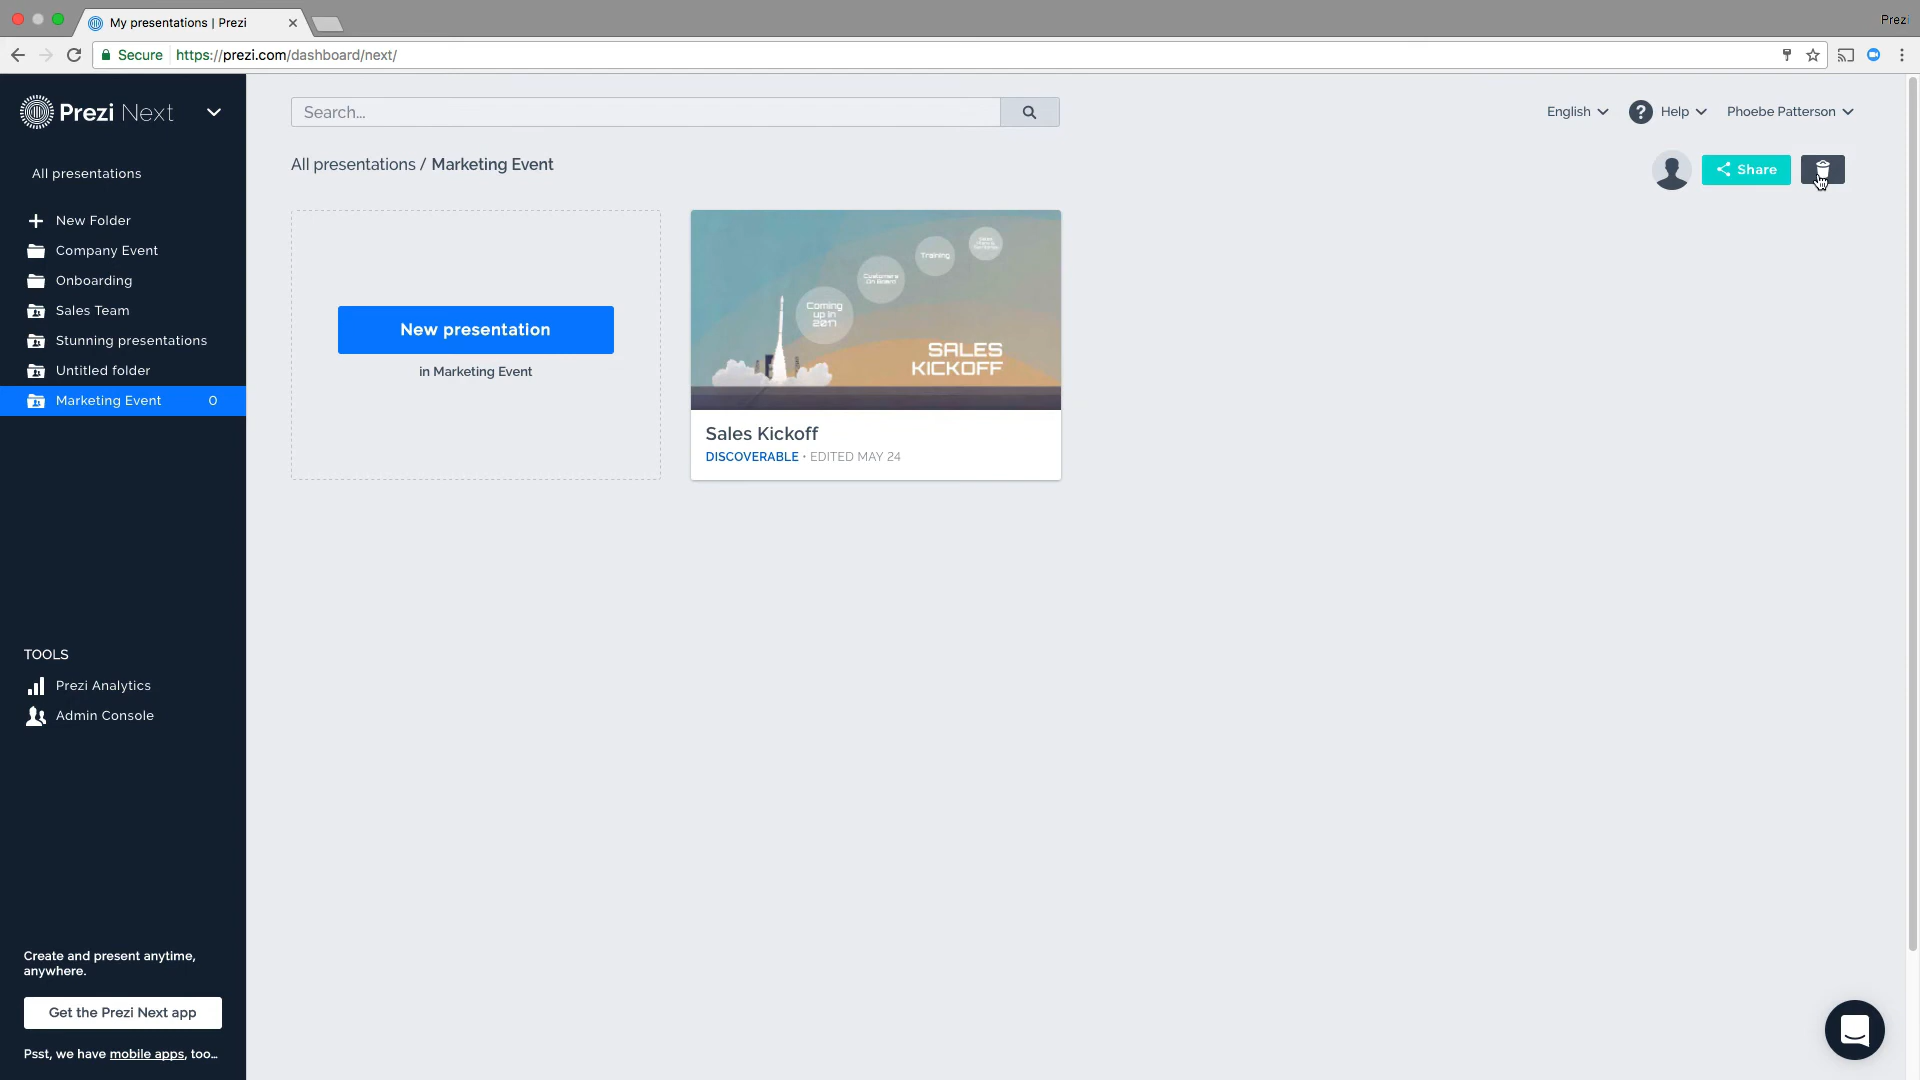 My presentations | Prezi
Prezi
Secure
https://prezi.com/dashboard/next/
Prezi Next
Search...
English
? Help
Phoebe Patterson
All presentations / Marketing Event
Share
All presentations
New Folder
Company Event
Onboarding
Sales Team
Stunning presentations
Untitled folder
Marketing Event 0
New presentation
in Marketing Event
Training
Customers
On Board!
Coming
up in
2017
SALES
KICKOFF
Sales Kickoff
DISCOVERABLE • EDITED MAY 24
TOOLS
Prezi Analytics
Admin Console
Create and present anytime,
anywhere.
Get the Prezi Next app
Psst, we have mobile apps, too...